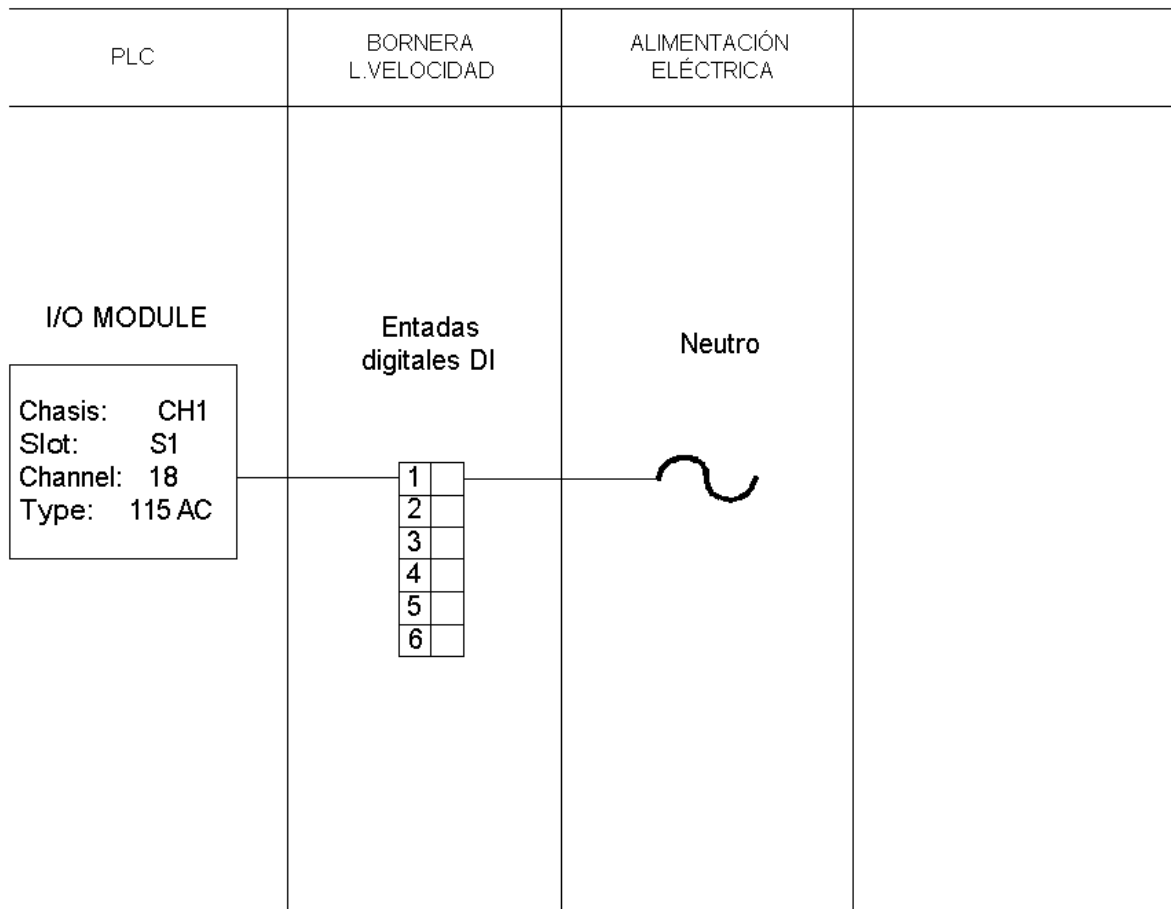 PLC
BORNERA
L.VELOCIDAD
ALIMENTACIÓN
ELÉCTRICA
I/O MODULE
Chasis: CH1
Slot: S1
Channel: 18
Type: 115 AC
Entadas
digitales DI
1
2
3
4
5
6
Neutro